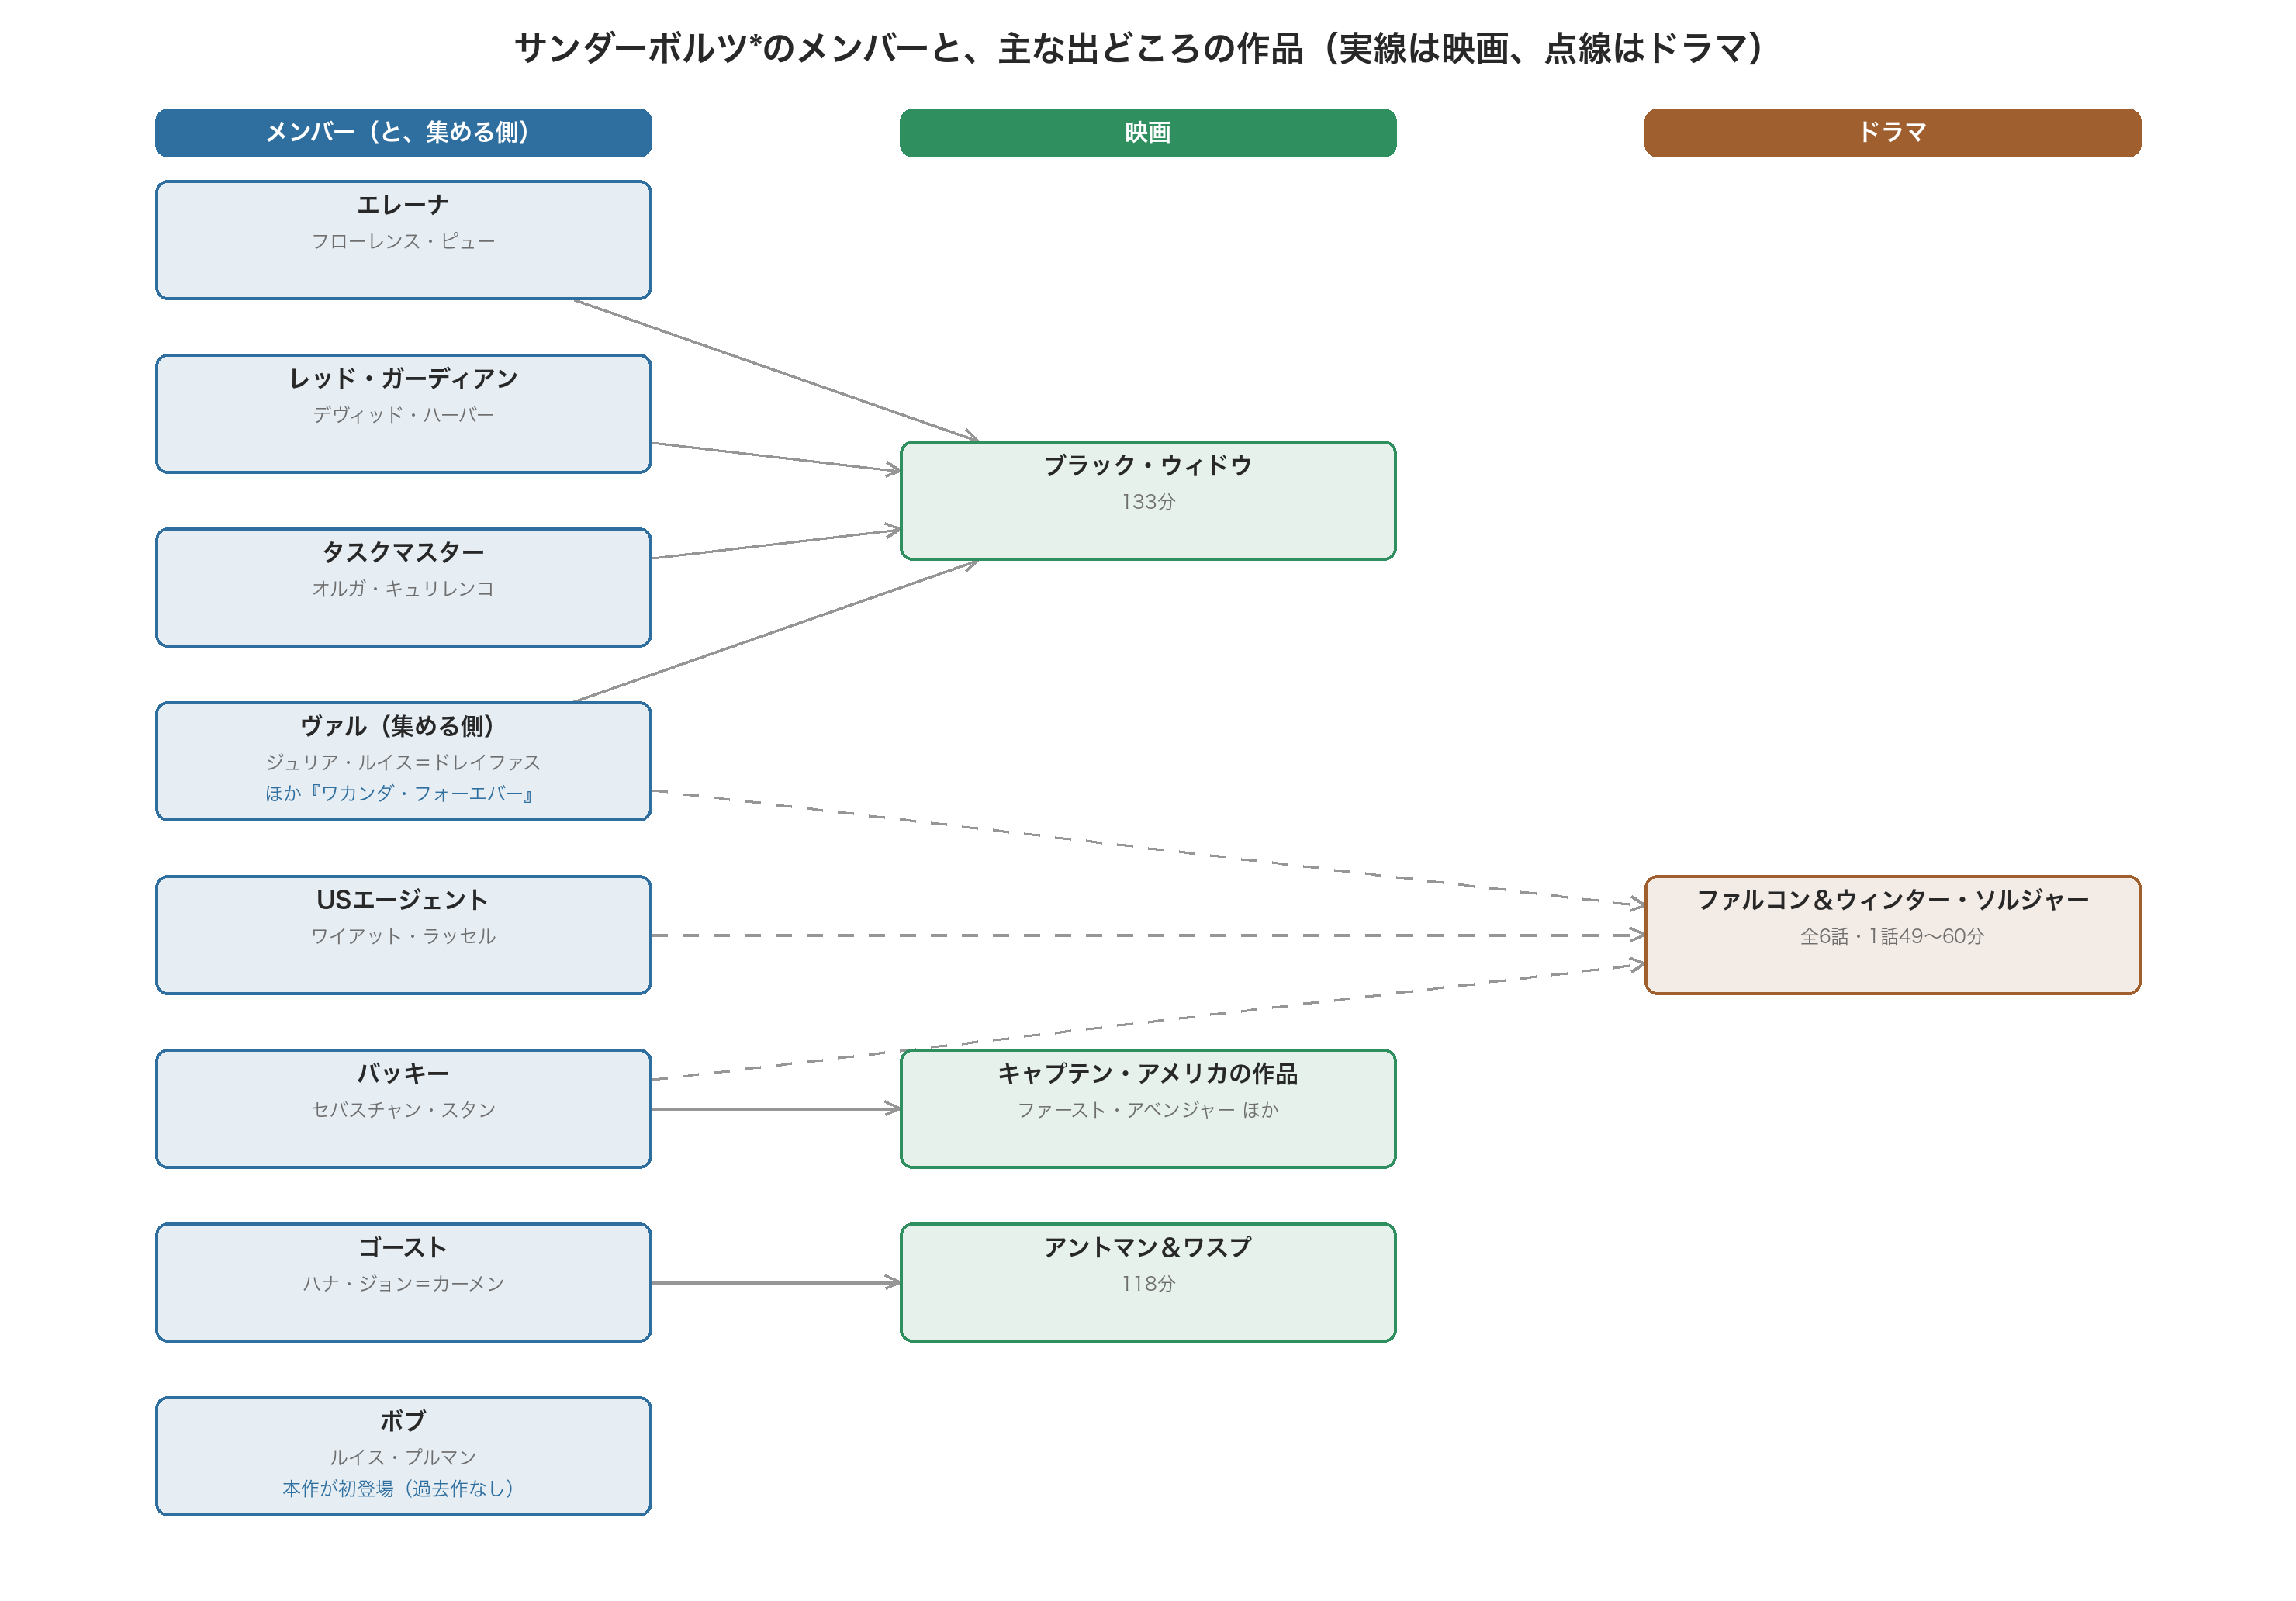 サンダーボルツ*のメンバーと、主な出どころの作品（実線は映画、点線はドラマ）
メンバー（と、集める側）
映画
ドラマ
エレーナ
フローレンス・ピュー
レッド・ガーディアン
デヴィッド・ハーバー
ブラック・ウィドウ
133分
タスクマスター
オルガ・キュリレンコ
ヴァル（集める側）
ジュリア・ルイス＝ドレイファス
ほか『ワカンダ・フォーエバー』
USエージェント
ワイアット・ラッセル
ファルコン＆ウィンター・ソルジャー
全6話・1話49〜60分
バッキー
セバスチャン・スタン
キャプテン・アメリカの作品
ファースト・アベンジャー ほか
ゴースト
ハナ・ジョン＝カーメン
アントマン＆ワスプ
118分
ボブ
ルイス・プルマン
本作が初登場（過去作なし）